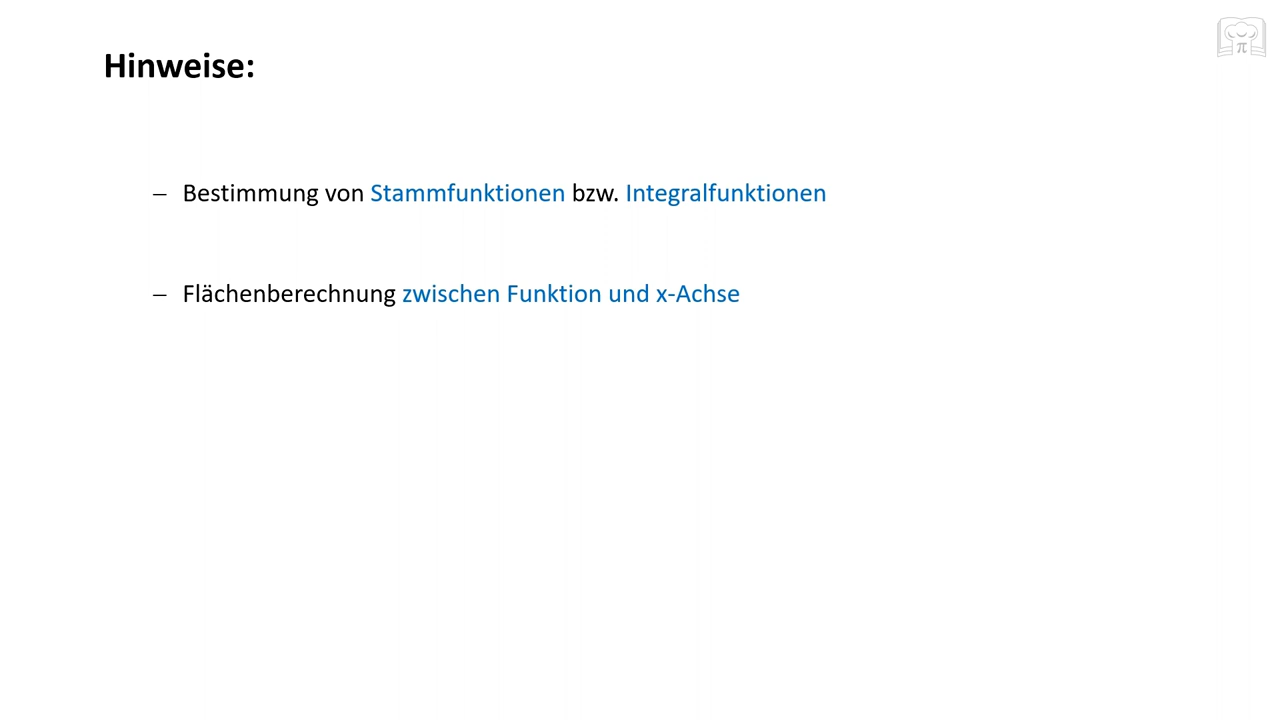 Hinweise:
– Bestimmung von Stammfunktionen bzw. Integralfunktionen
– Flächenberechnung zwischen Funktion und x-Achse
π